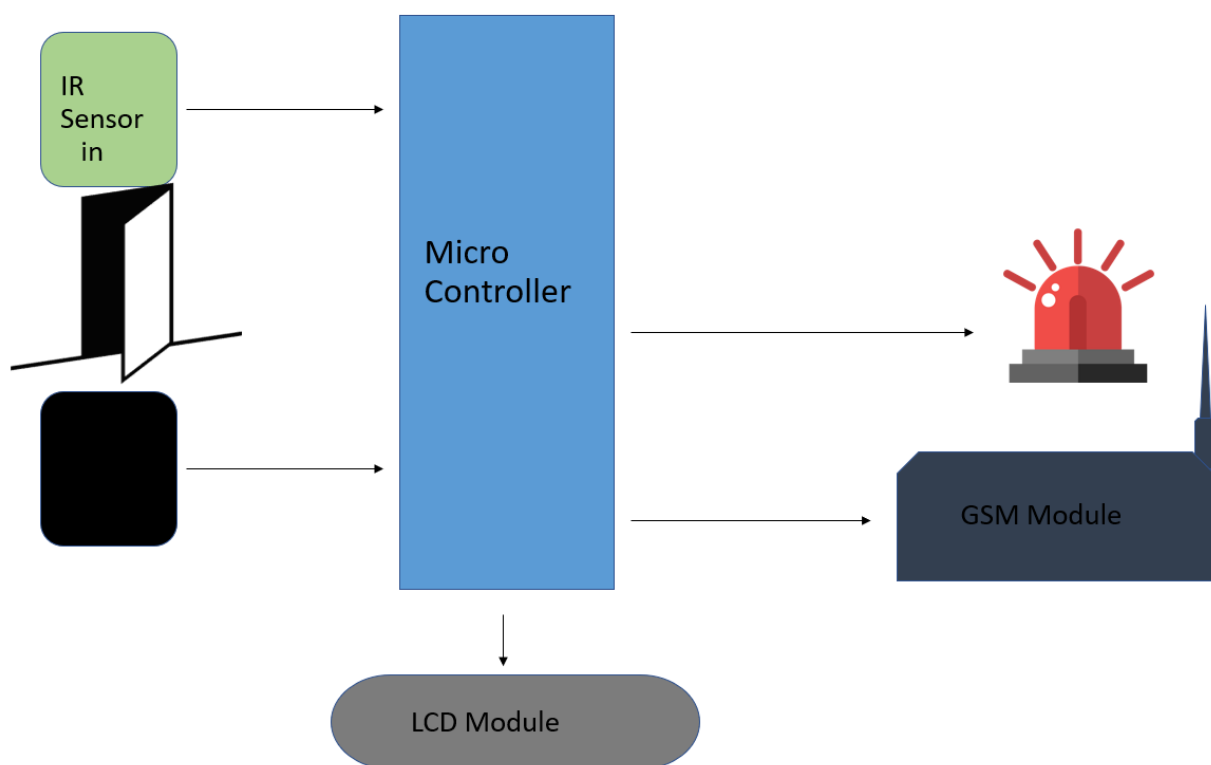 IR
Sensor
in
Micro
Controller
GSM Module
LCD Module